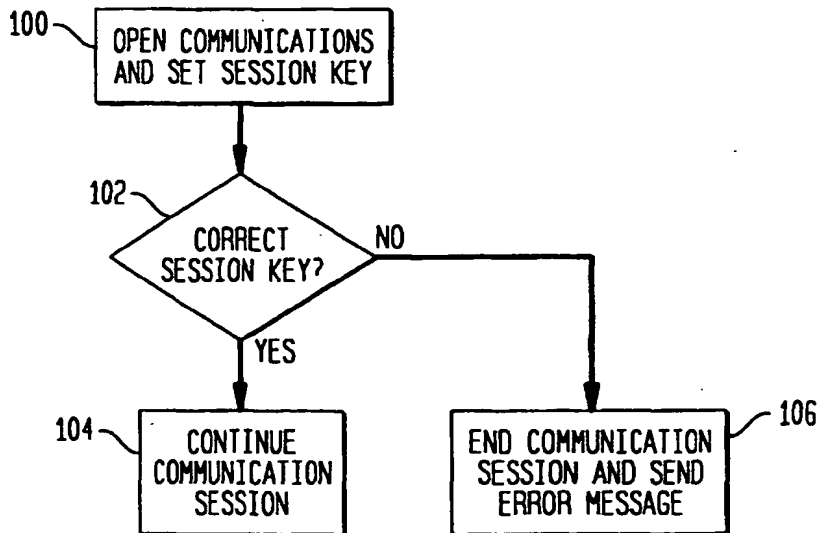 100
OPEN COMMUNICATIONS
AND SET SESSION KEY
102
CORRECT
SESSION KEY?
NO
YES
104
CONTINUE
COMMUNICATION
SESSION
106
END COMMUNICATION
SESSION AND SEND
ERROR MESSAGE